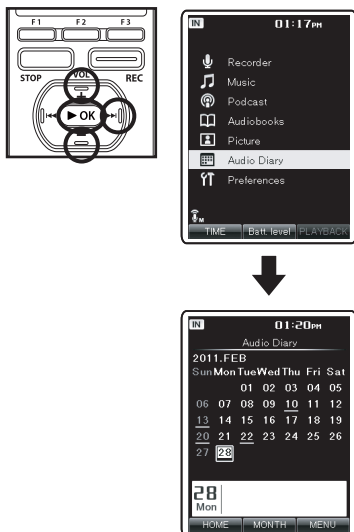 F 1 F 2 F 3
STOP VOL REC
+
► OK
–
IN 01:17PM
Recorder
Music
Podcast
Audiobooks
Picture
Audio Diary
Preferences
M
TIME Batt. level PLAYBACK
IN 01:20PM
Audio Diary
2011.FEB
Sun Mon Tue Wed Thu Fri Sat
01 02 03 04 05
06 07 08 09 10 11 12
13 14 15 16 17 18 19
20 21 22 23 24 25 26
27 28
28
Mon
HOME MONTH MENU